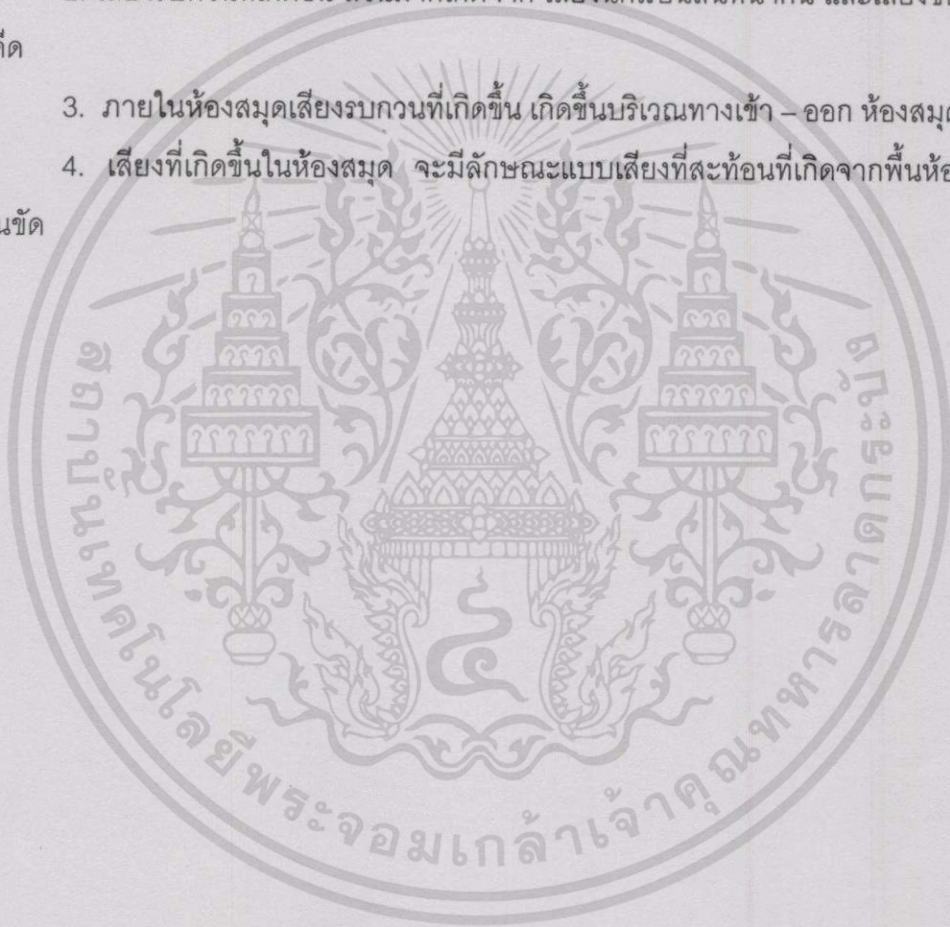 3. ภายในห้องสมุดเสียงรบกวนที่เกิดขึ้น เกิดขึ้นบริเวณทางเข้า – ออก ห้องสมุด
4. เสียงที่เกิดขึ้นในห้องสมุด จะมีลักษณะแบบเสียงที่สะท้อนที่เกิดจากพื้นห้อ
นขัด
สถาบันเทคโนโลยีพระจอมเกล้าเจ้าคุณทหารลาดกระบัง
๔